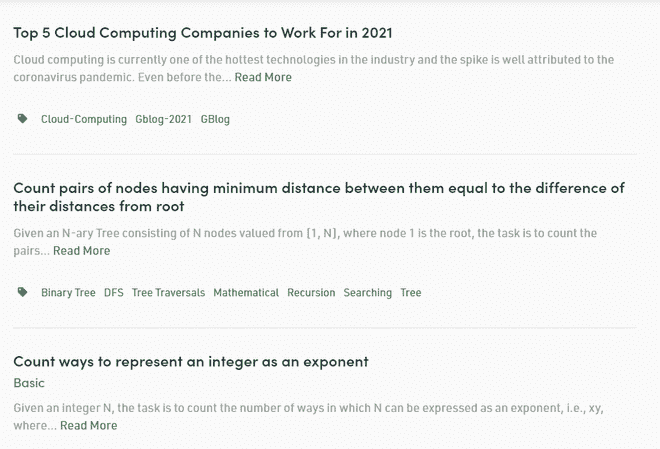 Top 5 Cloud Computing Companies to Work For in 2021
Cloud computing is currently one of the hottest technologies in the industry and the spike is well attributed to the
coronavirus pandemic. Even before the... Read More
Cloud-Computing Gblog-2021 GBlog
Count pairs of nodes having minimum distance between them equal to the difference of
their distances from root
Given an N-ary Tree consisting of N nodes valued from [1, N], where node 1 is the root, the task is to count the
pairs... Read More
Binary Tree DFS Tree Traversals Mathematical Recursion Searching Tree
Count ways to represent an integer as an exponent
Basic
Given an integer N, the task is to count the number of ways in which N can be expressed as an exponent, i.e., xy,
where... Read More